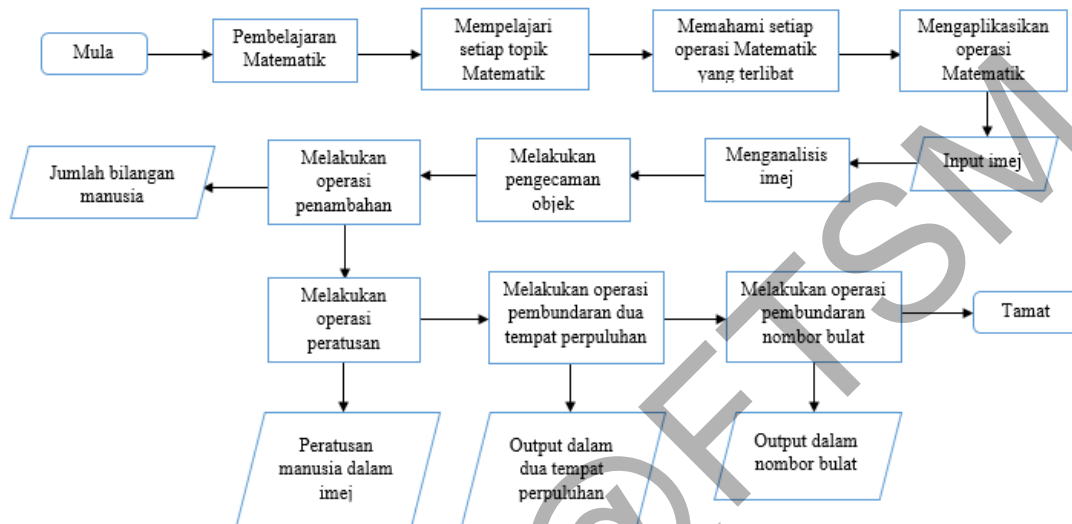 Mula
Pembelajaran
Matematik
Mempelajari
setiap topik
Matematik
Memahami setiap
operasi Matematik
yang terlibat
Mengaplikasikan
operasi
Matematik
Input imej
Menganalisis
imej
Melakukan
pengecaman
objek
Melakukan
operasi
penambahan
Jumlah bilangan
manusia
Melakukan
operasi
peratusan
Melakukan operasi
pembundaran dua
tempat perpuluhan
Melakukan operasi
pembundaran
nombor bulat
Tamat
Peratusan
manusia dalam
imej
Output dalam
dua tempat
perpuluhan
Output dalam
nombor bulat
@FTSM